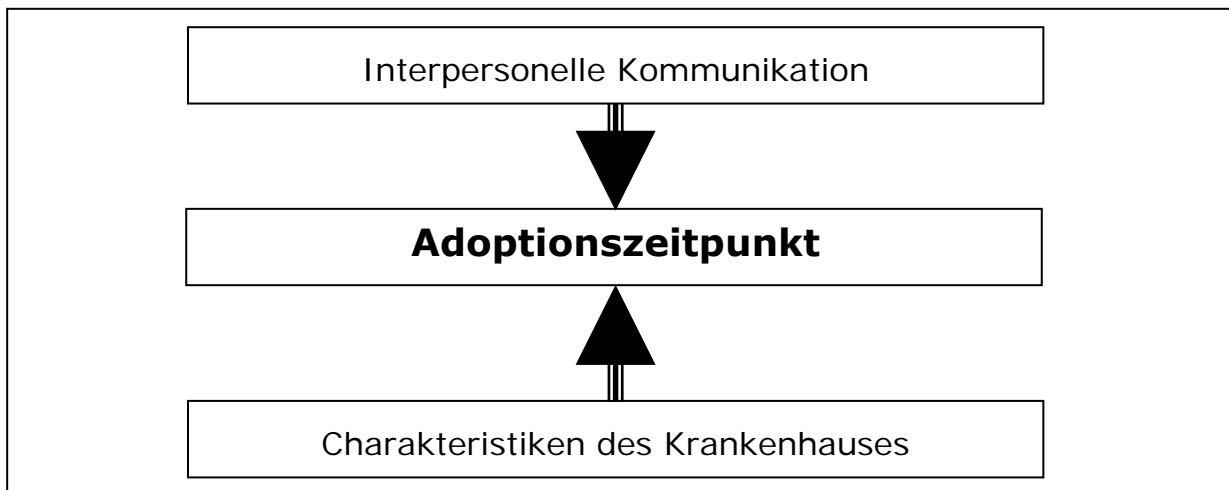 Interpersonelle Kommunikation
Adoptionszeitpunkt
Charakteristiken des Krankenhauses